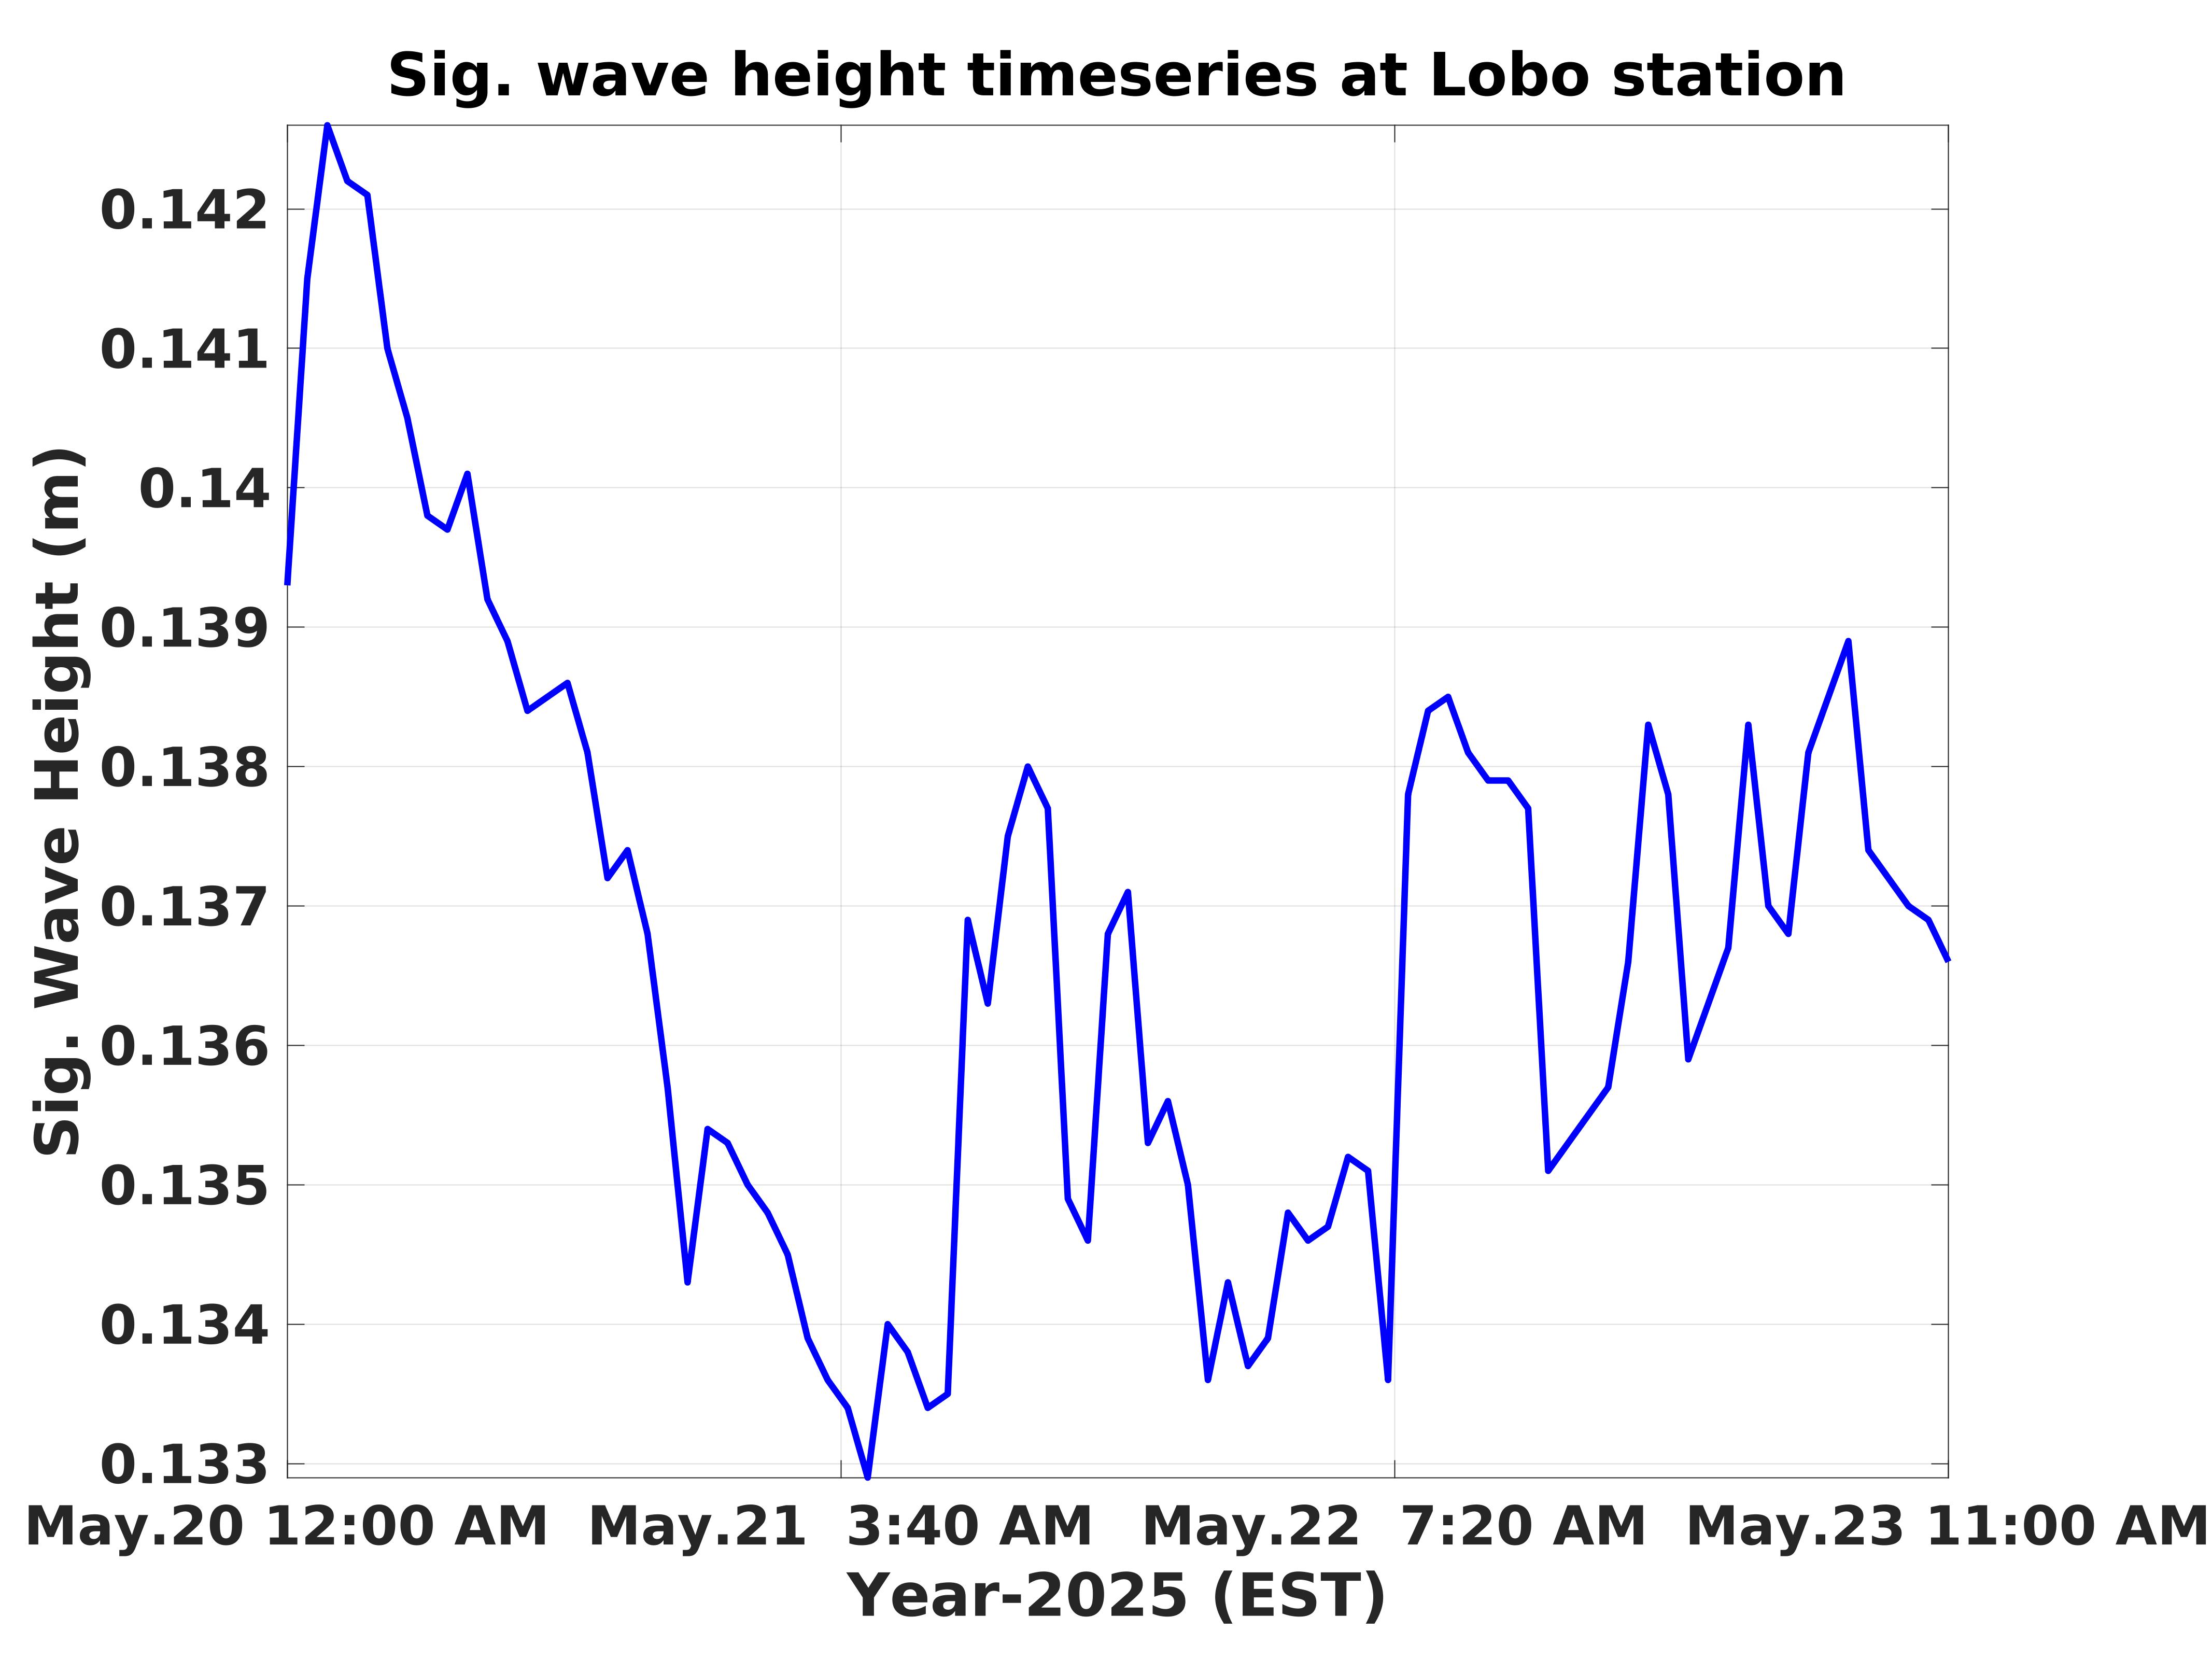 Sig. wave height timeseries at Lobo station
Sig. Wave Height (m)
0.142
0.141
0.14
0.139
0.138
0.137
0.136
0.135
0.134
0.133
May.20 12:00 AM May.21 3:40 AM May.22 7:20 AM May.23 11:00 AM
Year-2025 (EST)